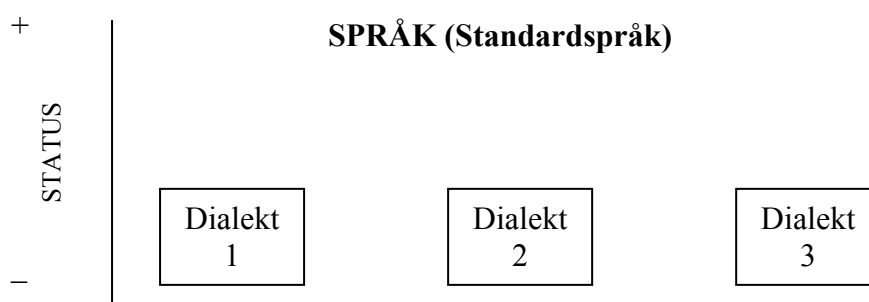 +
SPRÅK (Standardspråk)
STATUS
Dialekt
1
Dialekt
2
Dialekt
3
–